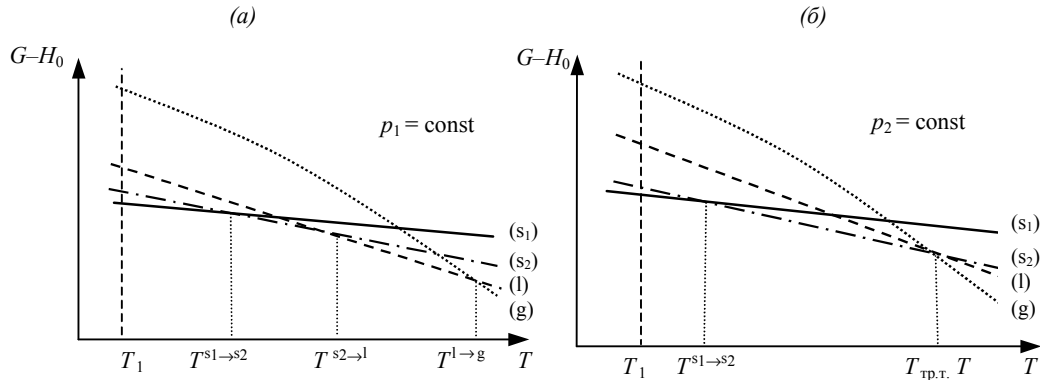 (а) (б)
G–H₀ G–H₀
p₁ = const p₂ = const
(s₁) (s₁)
(s₂) (s₂)
(l) (l)
(g) (g)
T₁ Tˢ¹→ˢ² Tˢ²→ˡ Tˡ→ᵍ T T₁ Tˢ¹→ˢ² Tтр.т. T T